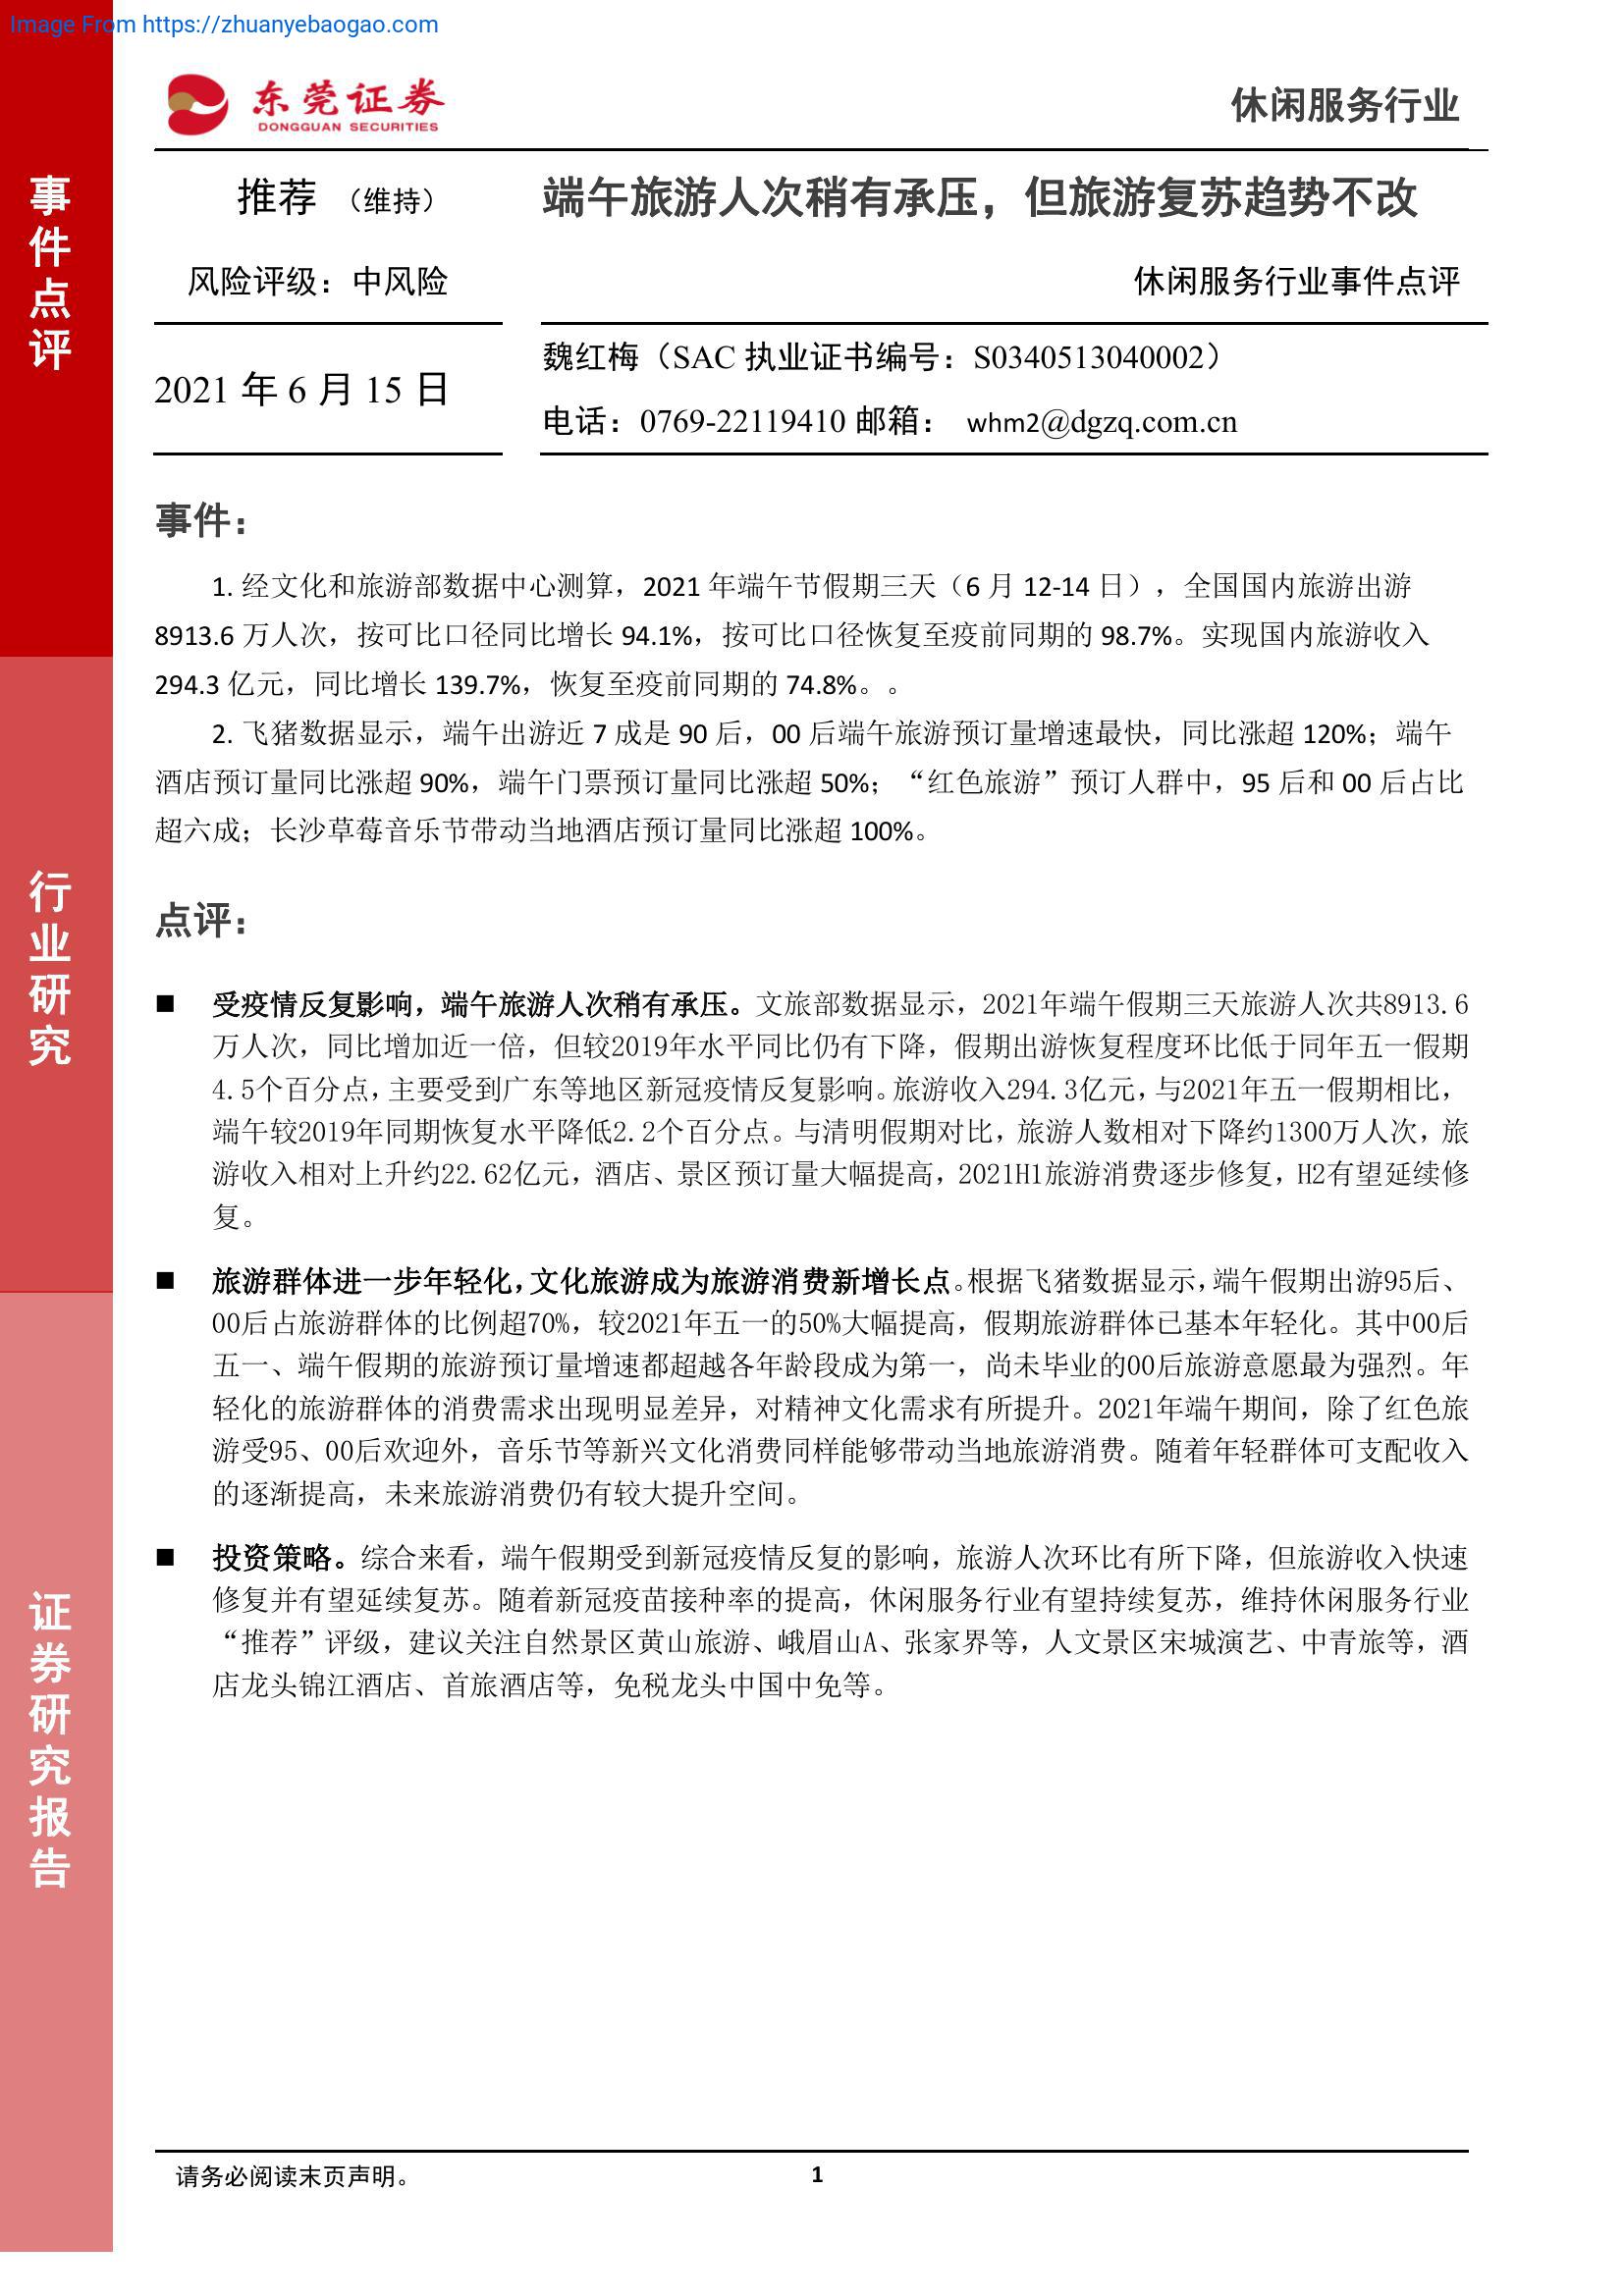 Image From https://zhuanyebaogao.com
东莞证券
DONGGUAN SECURITIES
休闲服务行业
事件点评
行业研究
证券研究报告
推荐 （维持）
风险评级：中风险
2021 年 6 月 15 日
端午旅游人次稍有承压，但旅游复苏趋势不改
休闲服务行业事件点评
魏红梅（SAC 执业证书编号：S0340513040002）
电话：0769-22119410 邮箱： whm2@dgzq.com.cn
事件：
1. 经文化和旅游部数据中心测算，2021 年端午节假期三天（6 月 12-14 日），全国国内旅游出游
8913.6 万人次，按可比口径同比增长 94.1%，按可比口径恢复至疫前同期的 98.7%。实现国内旅游收入
294.3 亿元，同比增长 139.7%，恢复至疫前同期的 74.8%。。
2. 飞猪数据显示，端午出游近 7 成是 90 后，00 后端午旅游预订量增速最快，同比涨超 120%；端午
酒店预订量同比涨超 90%，端午门票预订量同比涨超 50%；“红色旅游”预订人群中，95 后和 00 后占比
超六成；长沙草莓音乐节带动当地酒店预订量同比涨超 100%。
点评：
■ 受疫情反复影响，端午旅游人次稍有承压。文旅部数据显示，2021年端午假期三天旅游人次共8913.6
万人次，同比增加近一倍，但较2019年水平同比仍有下降，假期出游恢复程度环比低于同年五一假期
4.5个百分点，主要受到广东等地区新冠疫情反复影响。旅游收入294.3亿元，与2021年五一假期相比，
端午较2019年同期恢复水平降低2.2个百分点。与清明假期对比，旅游人数相对下降约1300万人次，旅
游收入相对上升约22.62亿元，酒店、景区预订量大幅提高，2021H1旅游消费逐步修复，H2有望延续修
复。
■ 旅游群体进一步年轻化，文化旅游成为旅游消费新增长点。根据飞猪数据显示，端午假期出游95后、
00后占旅游群体的比例超70%，较2021年五一的50%大幅提高，假期旅游群体已基本年轻化。其中00后
五一、端午假期的旅游预订量增速都超越各年龄段成为第一，尚未毕业的00后旅游意愿最为强烈。年
轻化的旅游群体的消费需求出现明显差异，对精神文化需求有所提升。2021年端午期间，除了红色旅
游受95、00后欢迎外，音乐节等新兴文化消费同样能够带动当地旅游消费。随着年轻群体可支配收入
的逐渐提高，未来旅游消费仍有较大提升空间。
■ 投资策略。综合来看，端午假期受到新冠疫情反复的影响，旅游人次环比有所下降，但旅游收入快速
修复并有望延续复苏。随着新冠疫苗接种率的提高，休闲服务行业有望持续复苏，维持休闲服务行业
“推荐”评级，建议关注自然景区黄山旅游、峨眉山A、张家界等，人文景区宋城演艺、中青旅等，酒
店龙头锦江酒店、首旅酒店等，免税龙头中国中免等。
请务必阅读末页声明。
1